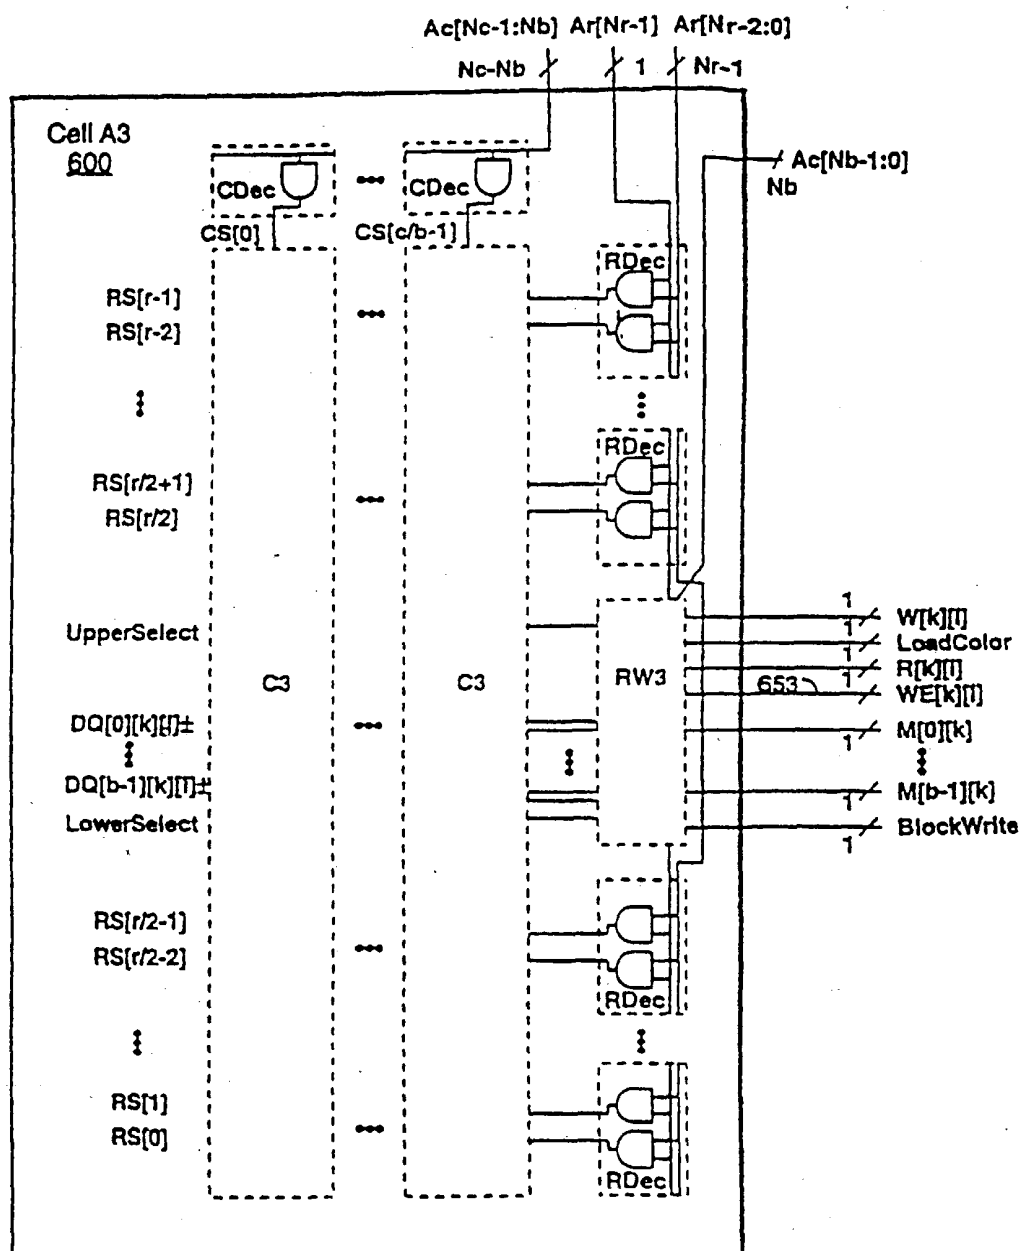 Ac[Nc-1:Nb] Ar[Nr-1] Ar[Nr-2:0]
Nc-Nb 1 Nr-1
Cell A3
600
Ac[Nb-1:0]
Nb
CDec
CDec
CS[0]
CS[c/b-1]
RDec
RS[r-1]
RS[r-2]
RDec
RS[r/2+1]
RS[r/2]
UpperSelect
C3
C3
RW3
1
W[k][l]
1
LoadColor
1
R[k][l]
1
653
WE[k][l]
DQ[0][k][l]±
M[0][k]
1
DQ[b-1][k][l]±
M[b-1][k]
1
LowerSelect
BlockWrite
1
RS[r/2-1]
RS[r/2-2]
RDec
RS[1]
RS[0]
RDec